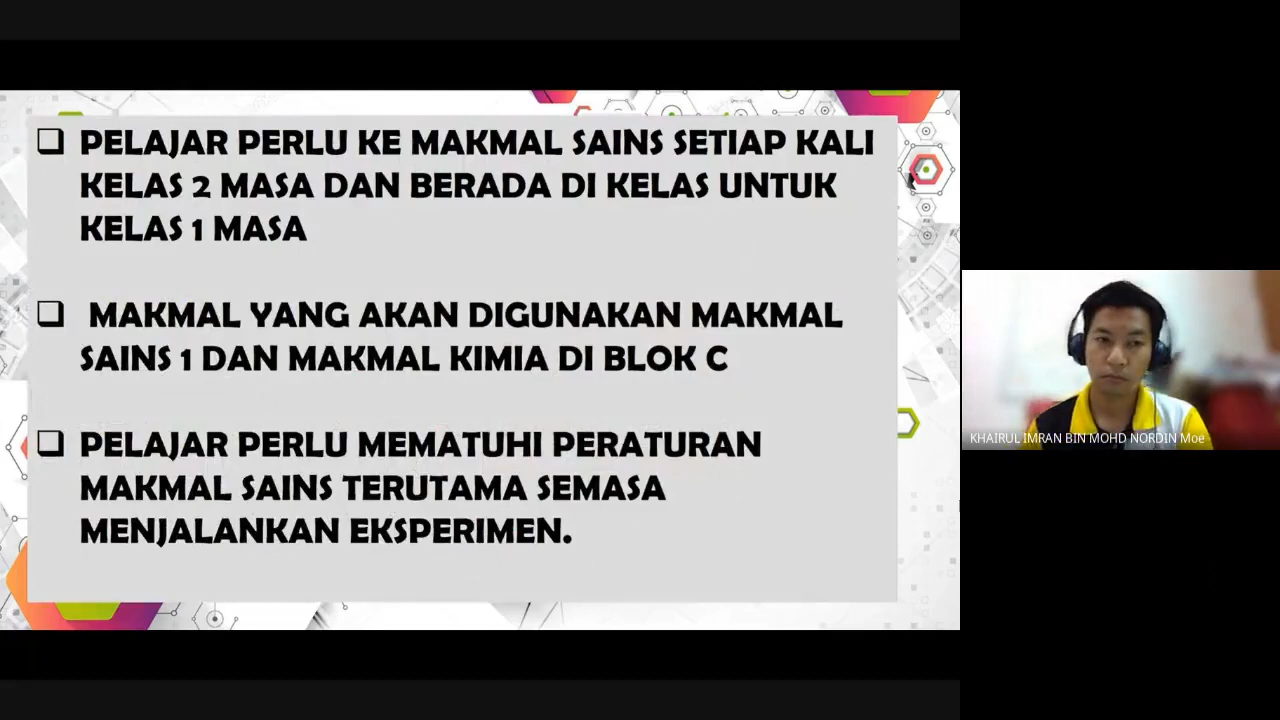 PELAJAR PERLU KE MAKMAL SAINS SETIAP KALI
KELAS 2 MASA DAN BERADA DI KELAS UNTUK
KELAS 1 MASA
MAKMAL YANG AKAN DIGUNAKAN MAKMAL
SAINS 1 DAN MAKMAL KIMIA DI BLOK C
PELAJAR PERLU MEMATUHI PERATURAN
MAKMAL SAINS TERUTAMA SEMASA
MENJALANKAN EKSPERIMEN.
KHAIRUL IMRAN BIN MOHD NORDIN Moe